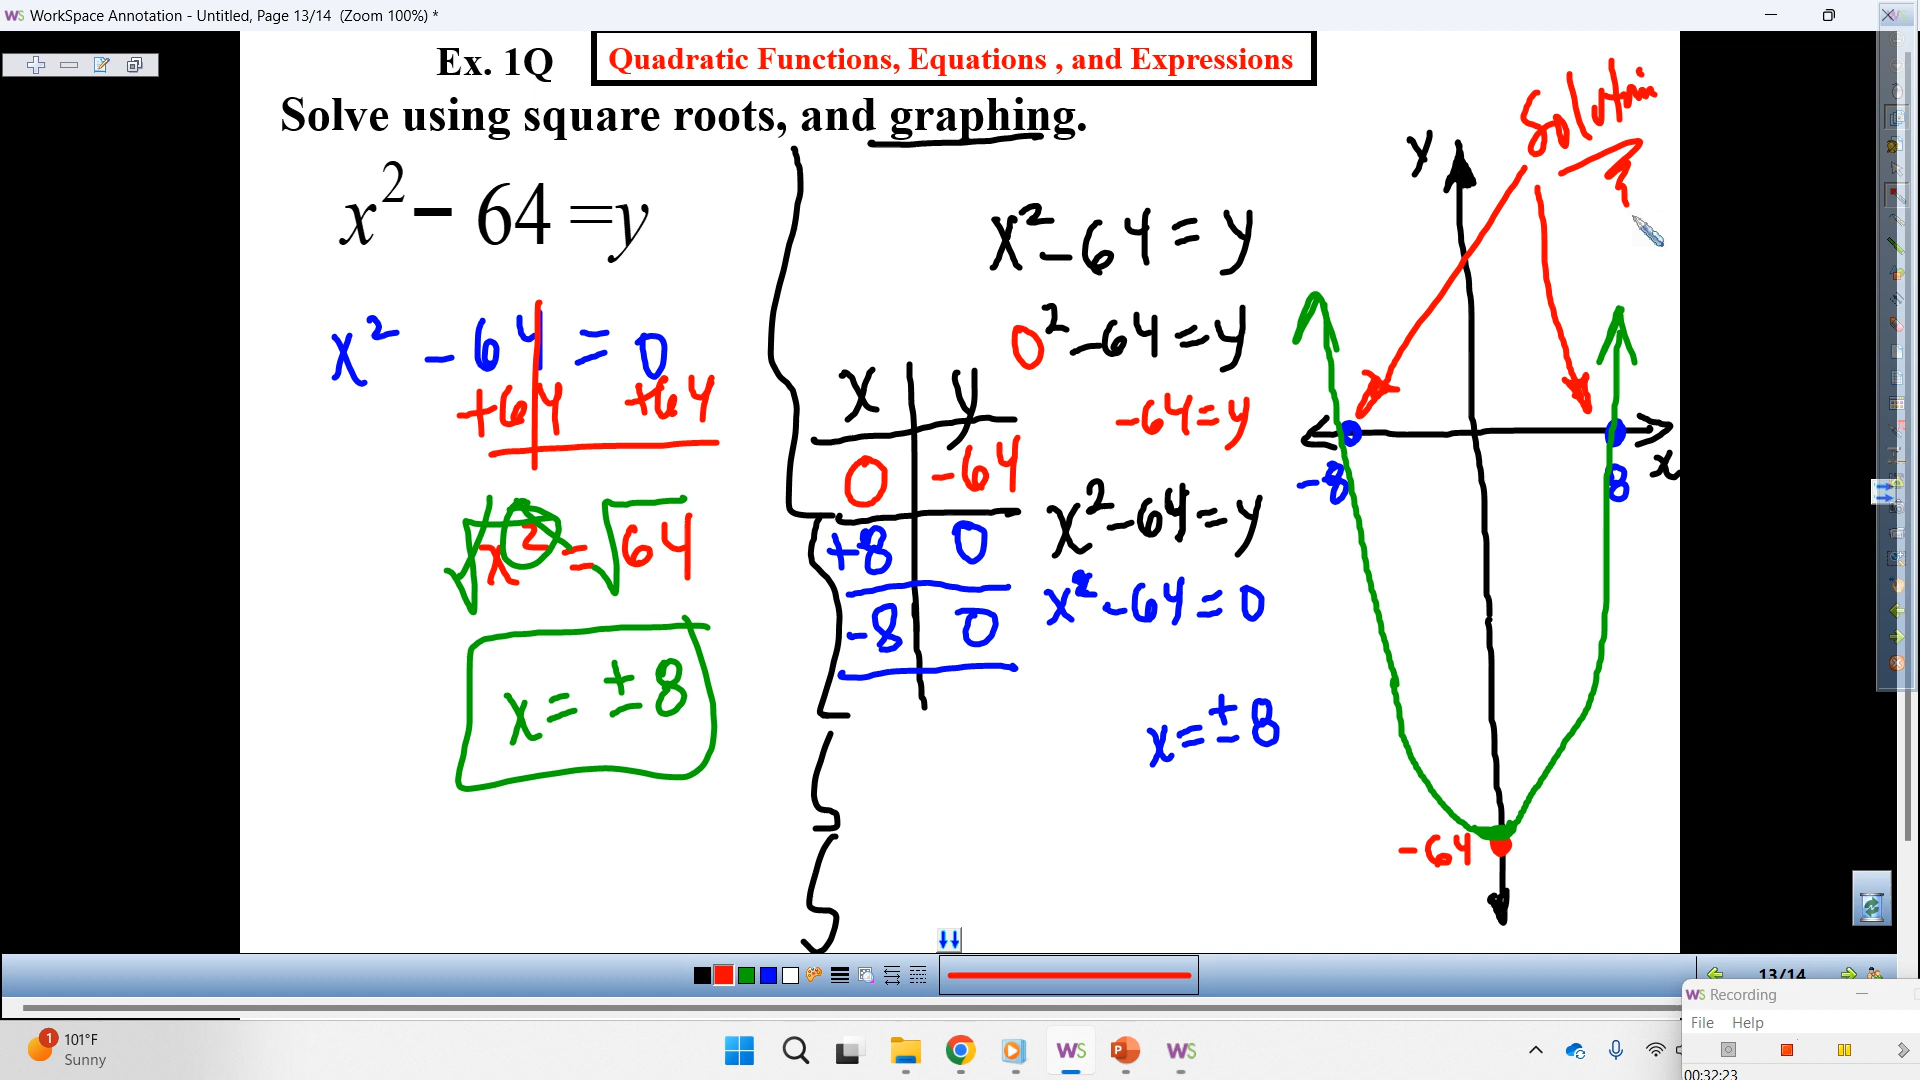 WS WorkSpace Annotation - Untitled, Page 13/14 (Zoom 100%) *
Ex. 1Q
Quadratic Functions, Equations , and Expressions
Solve using square roots, and graphing.
x² − 64 =y
x² - 64 = 0
+64 +64
√x² = √64
x = ± 8
x² - 64 = y
0² - 64 = y
-64 = y
x y
0 -64
+8 0
-8 0
x² - 64 = y
x² - 64 = 0
x = ± 8
Solution
y
x
-8
8
-64
13/14
WS Recording
File Help
00:32:23
1
101°F
Sunny
WS
P
WS